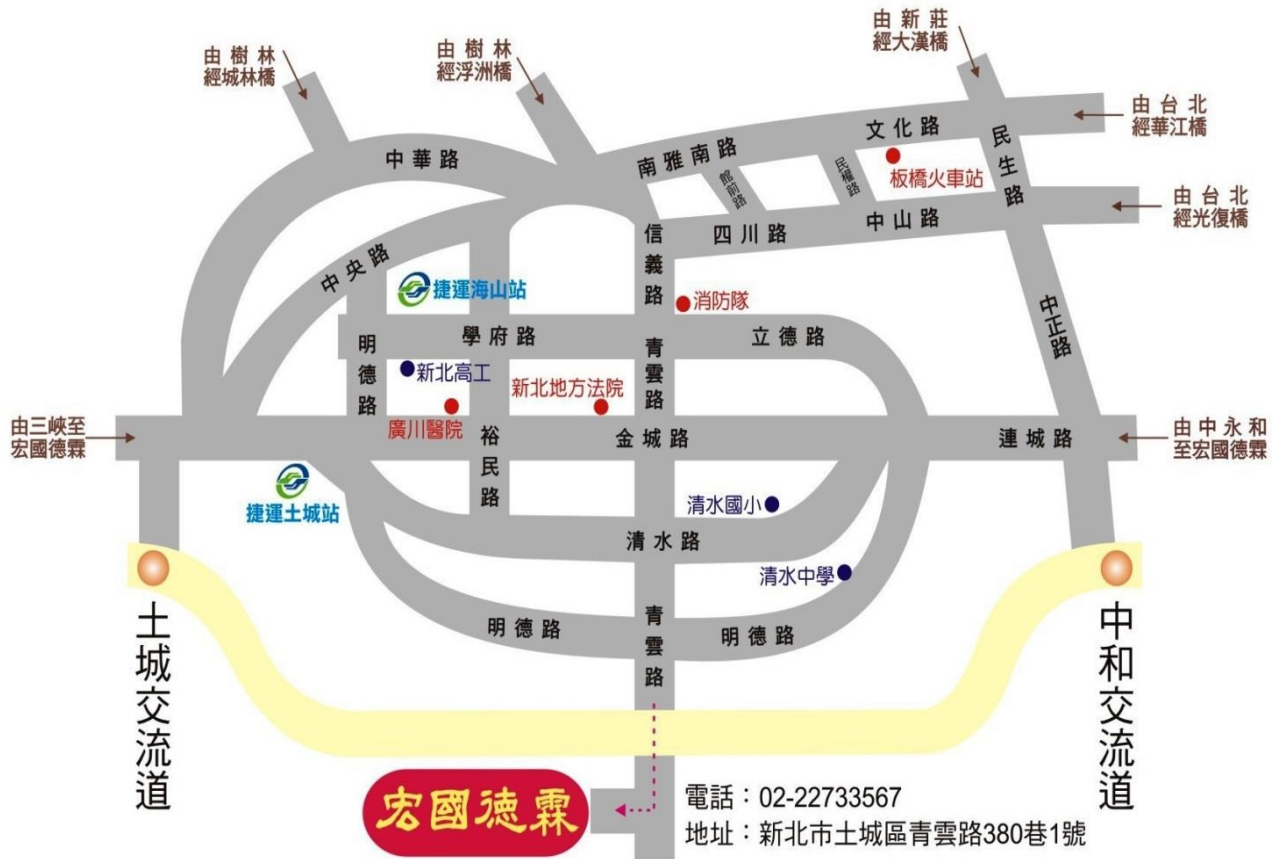 由新莊
經大漢橋
由樹林
經城林橋
由樹林
經浮洲橋
由台北
經華江橋
文化路
民生路
中華路
南雅南路
館前路
民權路
板橋火車站
由台北
經光復橋
中山路
四川路
信義路
中央路
捷運海山站
消防隊
中正路
學府路
立德路
明德路
青雲路
新北高工
新北地方法院
廣川醫院
由三峽至
宏國德霖
裕民路
金城路
連城路
由中永和
至宏國德霖
捷運土城站
清水國小
清水路
清水中學
明德路
青雲路
明德路
土城交流道
中和交流道
宏國德霖
電話：02-22733567
地址：新北市土城區青雲路380巷1號